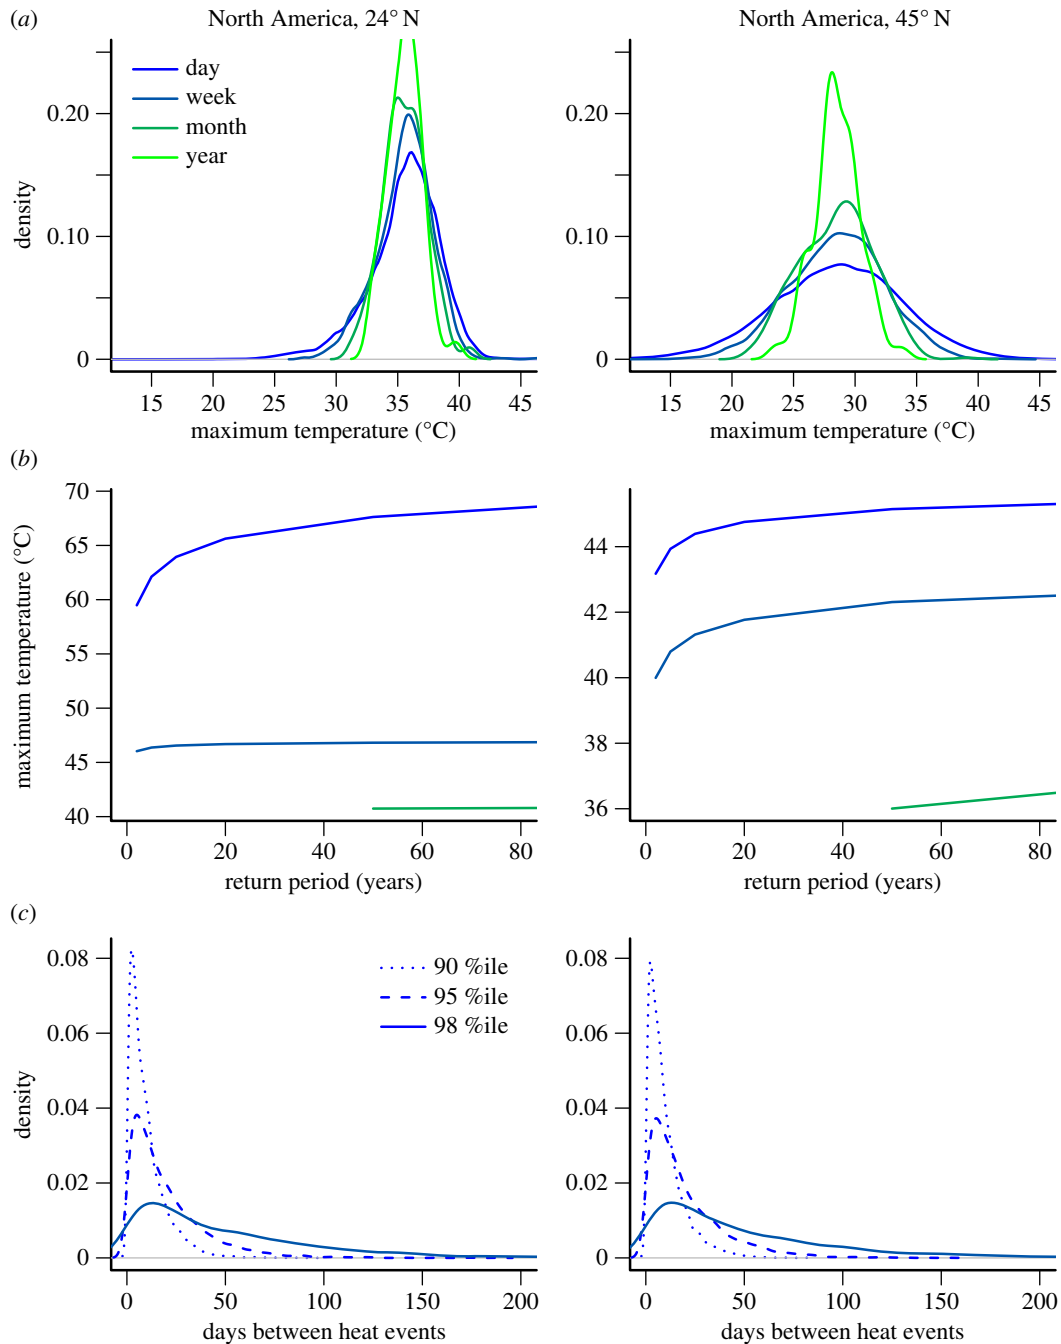 (a)
North America, 24° N
North America, 45° N
day
week
month
year
density
0.20
0.10
0
15 20 25 30 35 40 45
maximum temperature (°C)
0.20
0.10
0
15 20 25 30 35 40 45
maximum temperature (°C)
(b)
maximum temperature (°C)
70
65
60
55
50
45
40
0 20 40 60 80
return period (years)
44
42
40
38
36
0 20 40 60 80
return period (years)
(c)
90 %ile
95 %ile
98 %ile
density
0.08
0.06
0.04
0.02
0
0 50 100 150 200
days between heat events
0.08
0.06
0.04
0.02
0
0 50 100 150 200
days between heat events